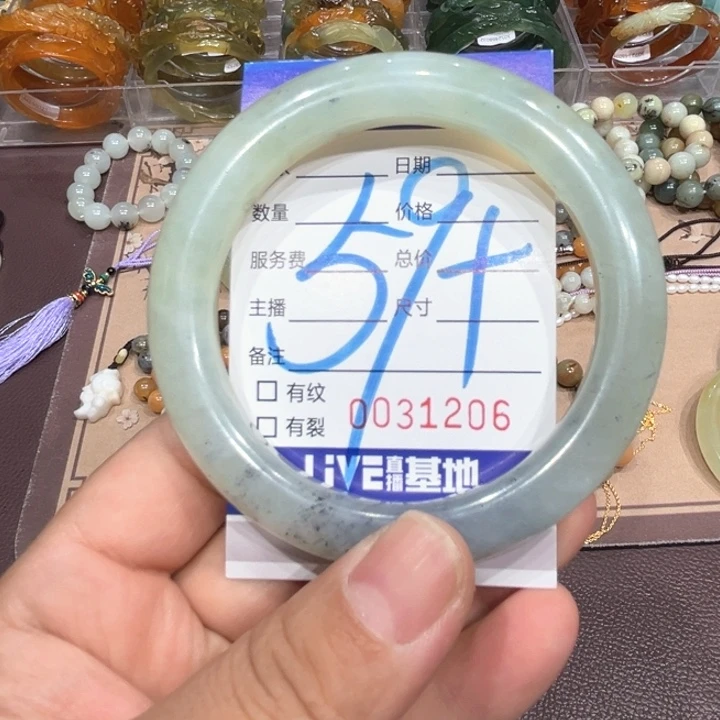 日期
数量 价格
服务费 总价
主播 尺寸
备注
59+
有纹
有裂 0031206
LiVE直播基地